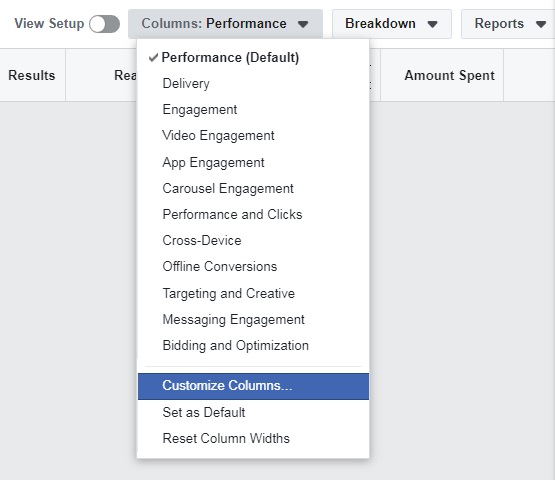 View Setup Columns: Performance Breakdown Reports
Results Rea Amount Spent
Performance (Default)
Delivery
Engagement
Video Engagement
App Engagement
Carousel Engagement
Performance and Clicks
Cross-Device
Offline Conversions
Targeting and Creative
Messaging Engagement
Bidding and Optimization
Customize Columns...
Set as Default
Reset Column Widths